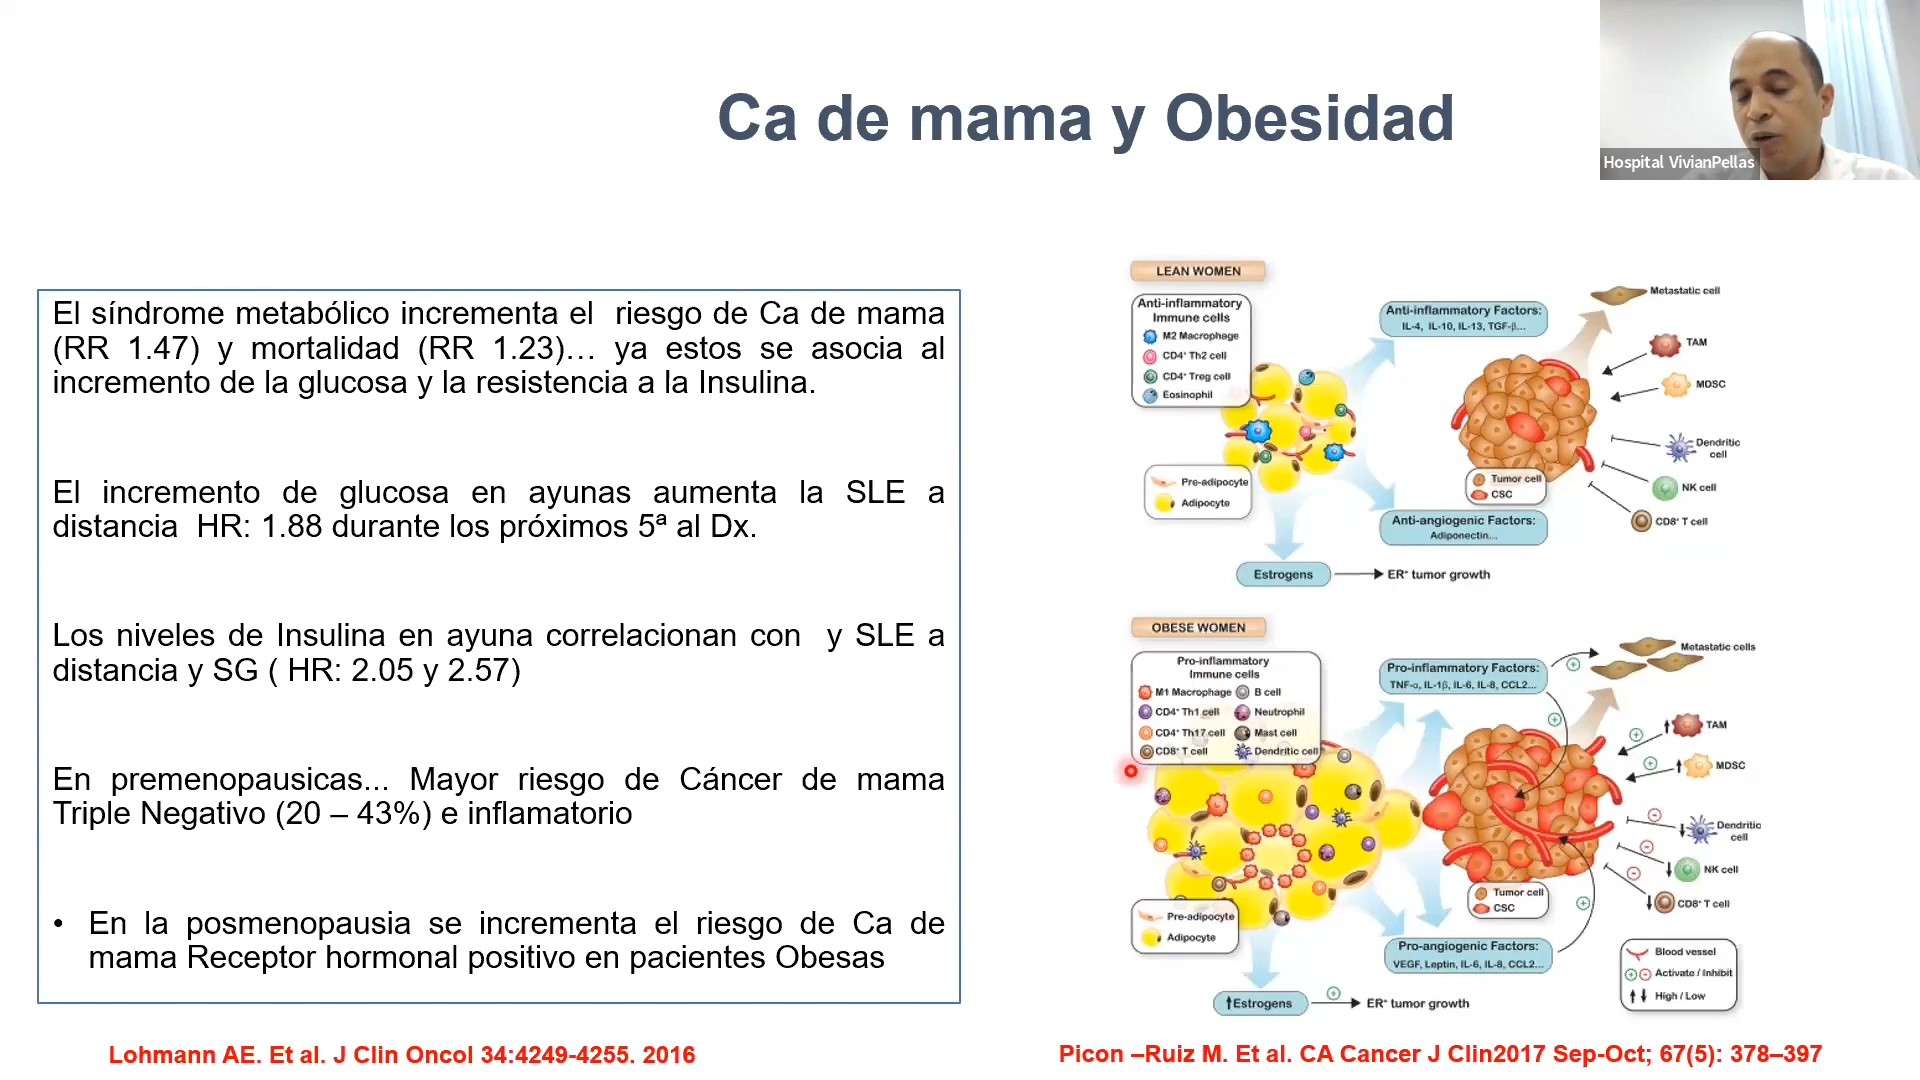 Ca de mama y Obesidad
Hospital VivianPellas
El síndrome metabólico incrementa el riesgo de Ca de mama
(RR 1.47) y mortalidad (RR 1.23)… ya estos se asocia al
incremento de la glucosa y la resistencia a la Insulina.
El incremento de glucosa en ayunas aumenta la SLE a
distancia HR: 1.88 durante los próximos 5ª al Dx.
Los niveles de Insulina en ayuna correlacionan con y SLE a
distancia y SG ( HR: 2.05 y 2.57)
En premenopausicas... Mayor riesgo de Cáncer de mama
Triple Negativo (20 – 43%) e inflamatorio
• En la posmenopausia se incrementa el riesgo de Ca de
mama Receptor hormonal positivo en pacientes Obesas
Lohmann AE. Et al. J Clin Oncol 34:4249-4255. 2016
LEAN WOMEN
Anti-inflammatory
Immune cells
M2 Macrophage
CD4⁺ Th2 cell
CD4⁺ Treg cell
Eosinophil
Pre-adipocyte
Adipocyte
Anti-inflammatory Factors:
IL-4, IL-10, IL-13, TGF-β...
Anti-angiogenic Factors:
Adiponectin...
Estrogens
ER⁺ tumor growth
Tumor cell
CSC
Metastatic cell
TAM
MDSC
Dendritic
cell
NK cell
CD8⁺ T cell
OBESE WOMEN
Pro-inflammatory
Immune cells
M1 Macrophage
B cell
CD4⁺ Th1 cell
Neutrophil
CD4⁺ Th17 cell
Mast cell
CD8⁺ T cell
Dendritic cell
Pre-adipocyte
Adipocyte
Pro-inflammatory Factors:
TNF-α, IL-1β, IL-6, IL-8, CCL2...
Pro-angiogenic Factors:
VEGF, Leptin, IL-6, IL-8, CCL2...
↑Estrogens
ER⁺ tumor growth
Tumor cell
CSC
Metastatic cells
TAM
MDSC
Dendritic
cell
NK cell
CD8⁺ T cell
Blood vessel
Activate / Inhibit
High / Low
Picon –Ruiz M. Et al. CA Cancer J Clin2017 Sep-Oct; 67(5): 378–397